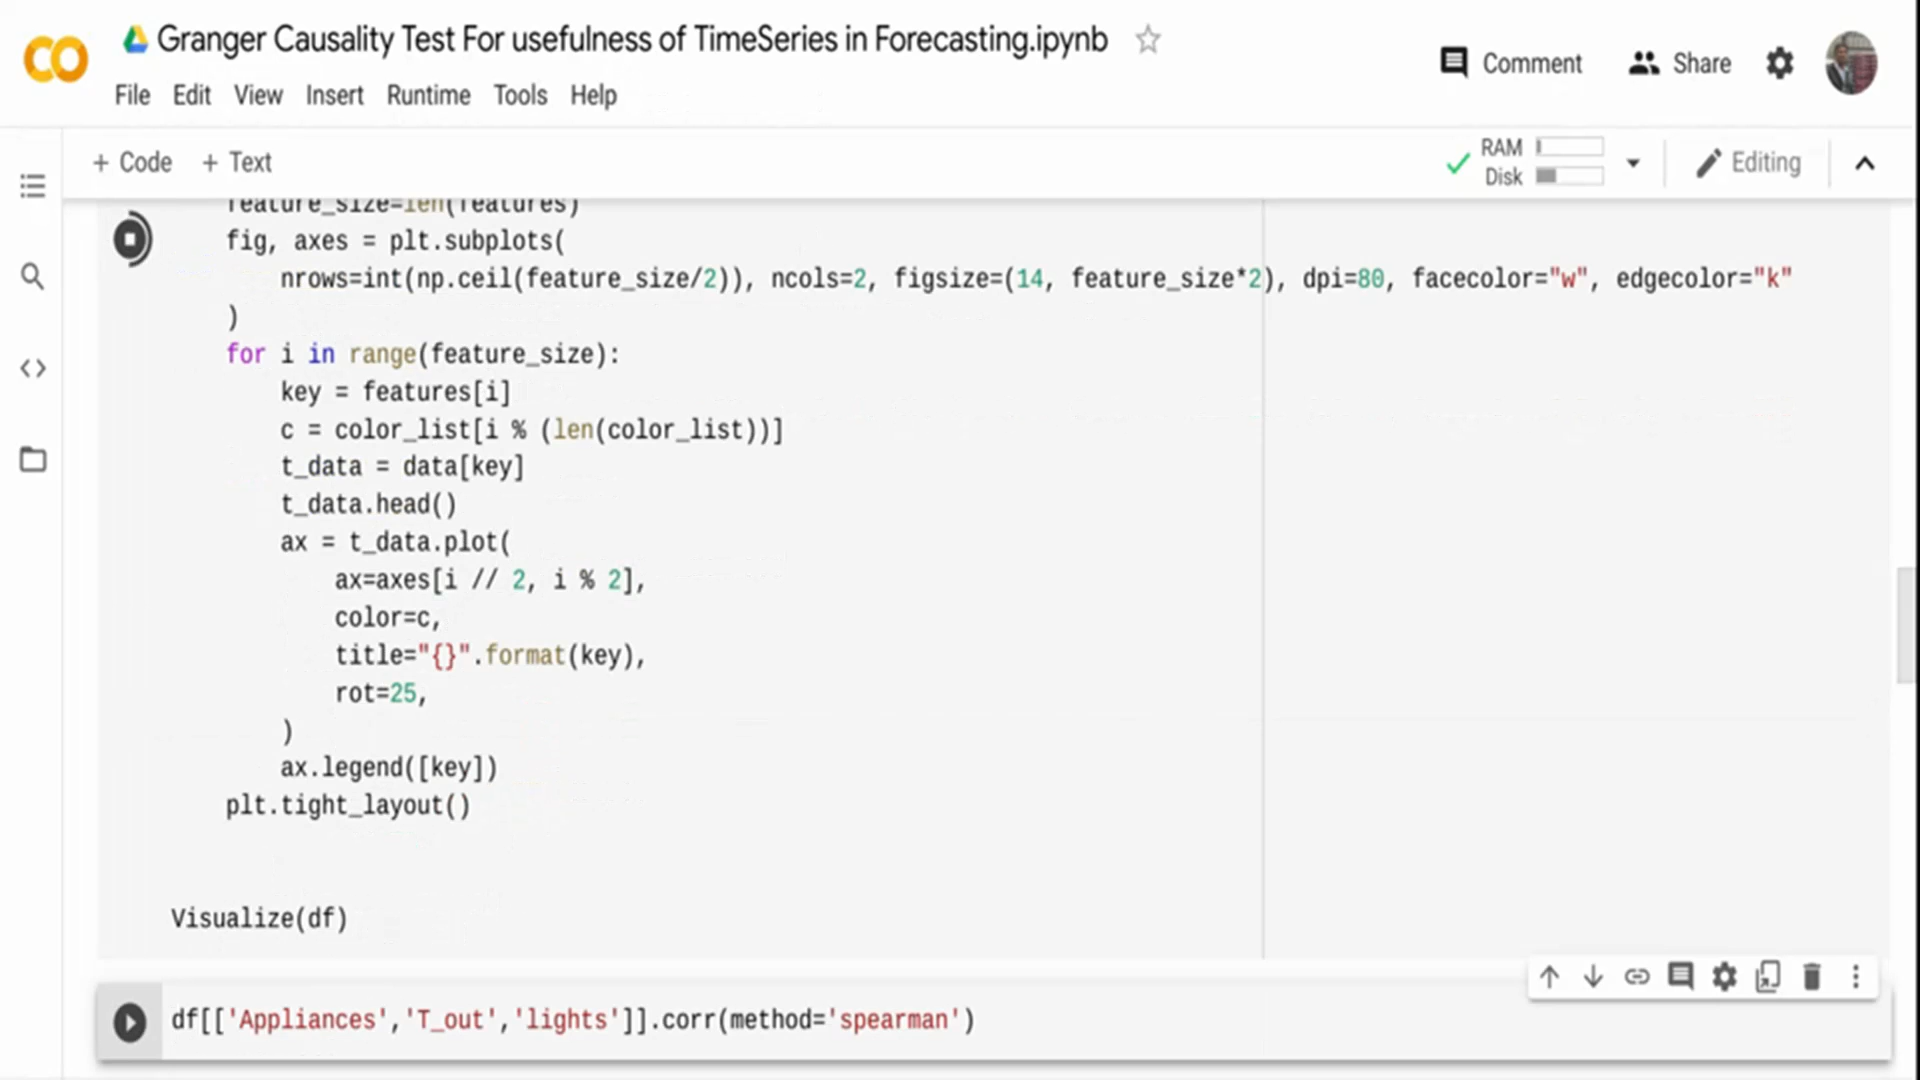 Granger Causality Test For usefulness of TimeSeries in Forecasting.ipynb
Comment Share
File Edit View Insert Runtime Tools Help
+ Code + Text
RAM
Disk
Editing
feature_size=len(features)
fig, axes = plt.subplots(
nrows=int(np.ceil(feature_size/2)), ncols=2, figsize=(14, feature_size*2), dpi=80, facecolor="w", edgecolor="k"
)
for i in range(feature_size):
key = features[i]
c = color_list[i % (len(color_list))]
t_data = data[key]
t_data.head()
ax = t_data.plot(
ax=axes[i // 2, i % 2],
color=c,
title="{}".format(key),
rot=25,
)
ax.legend([key])
plt.tight_layout()
Visualize(df)
df[['Appliances','T_out','lights']].corr(method='spearman')